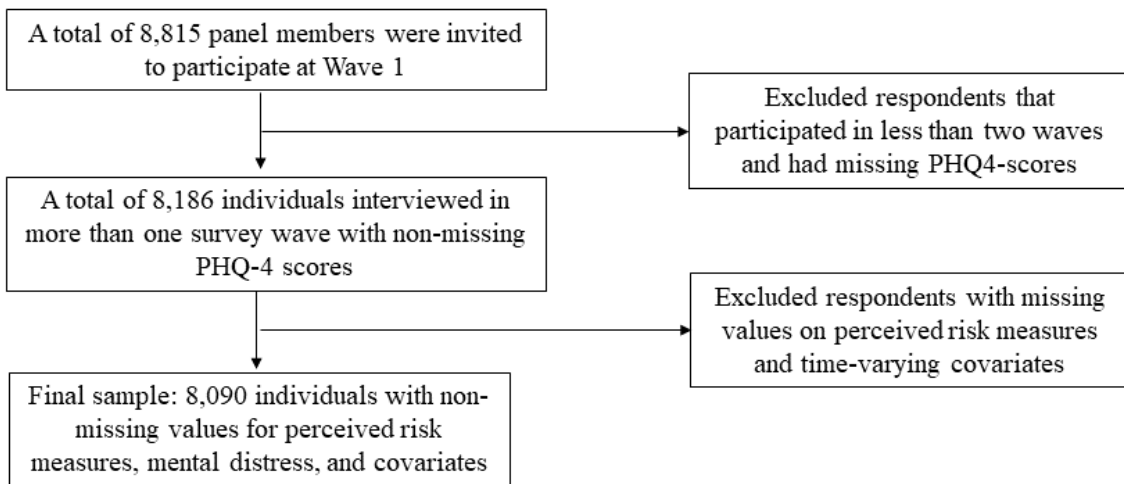 A total of 8,815 panel members were invited
to participate at Wave 1
Excluded respondents that
participated in less than two waves
and had missing PHQ4-scores
A total of 8,186 individuals interviewed in
more than one survey wave with non-missing
PHQ-4 scores
Excluded respondents with missing
values on perceived risk measures
and time-varying covariates
Final sample: 8,090 individuals with non-
missing values for perceived risk
measures, mental distress, and covariates